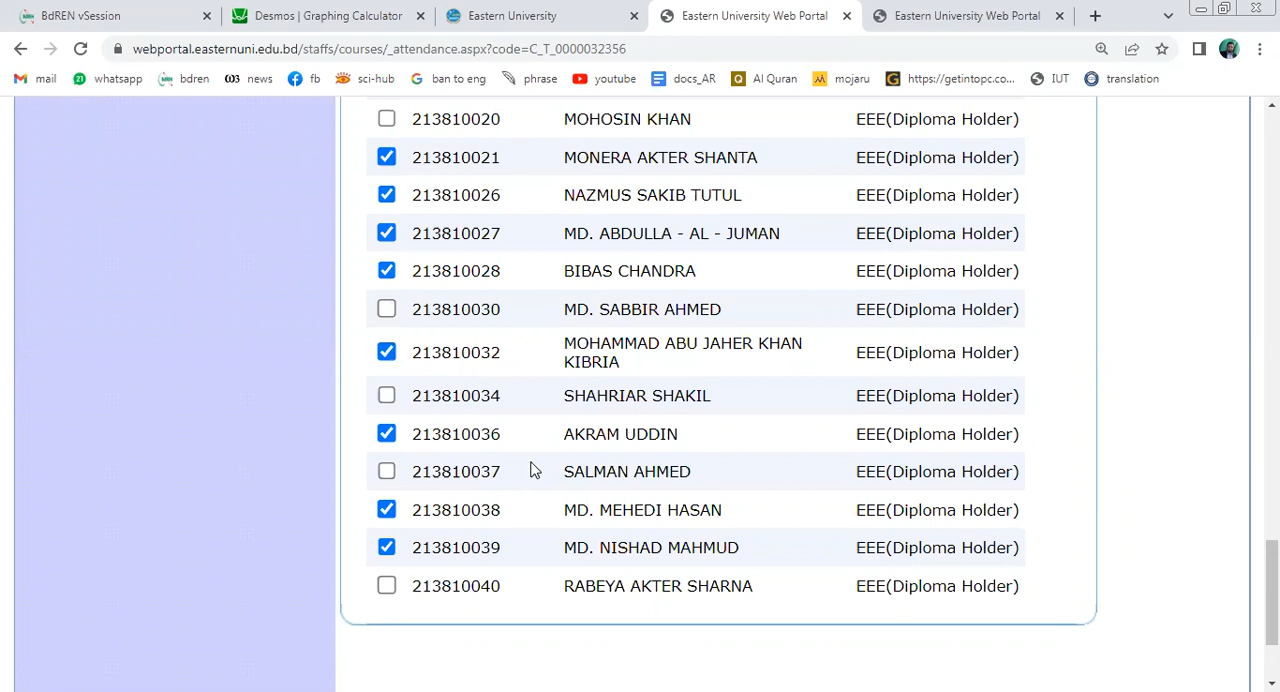 BdREN vSession
Desmos | Graphing Calculator
Eastern University
Eastern University Web Portal
Eastern University Web Portal
webportal.easternuni.edu.bd/staffs/courses/_attendance.aspx?code=C_T_0000032356
mail
21 whatsapp
bdren
news
fb
sci-hub
ban to eng
phrase
youtube
docs_AR
Al Quran
mojaru
https://getintopc.co...
IUT
translation
213810020 MOHOSIN KHAN EEE(Diploma Holder)
213810021 MONERA AKTER SHANTA EEE(Diploma Holder)
213810026 NAZMUS SAKIB TUTUL EEE(Diploma Holder)
213810027 MD. ABDULLA - AL - JUMAN EEE(Diploma Holder)
213810028 BIBAS CHANDRA EEE(Diploma Holder)
213810030 MD. SABBIR AHMED EEE(Diploma Holder)
213810032 MOHAMMAD ABU JAHER KHAN EEE(Diploma Holder)
KIBRIA
213810034 SHAHRIAR SHAKIL EEE(Diploma Holder)
213810036 AKRAM UDDIN EEE(Diploma Holder)
213810037 SALMAN AHMED EEE(Diploma Holder)
213810038 MD. MEHEDI HASAN EEE(Diploma Holder)
213810039 MD. NISHAD MAHMUD EEE(Diploma Holder)
213810040 RABEYA AKTER SHARNA EEE(Diploma Holder)